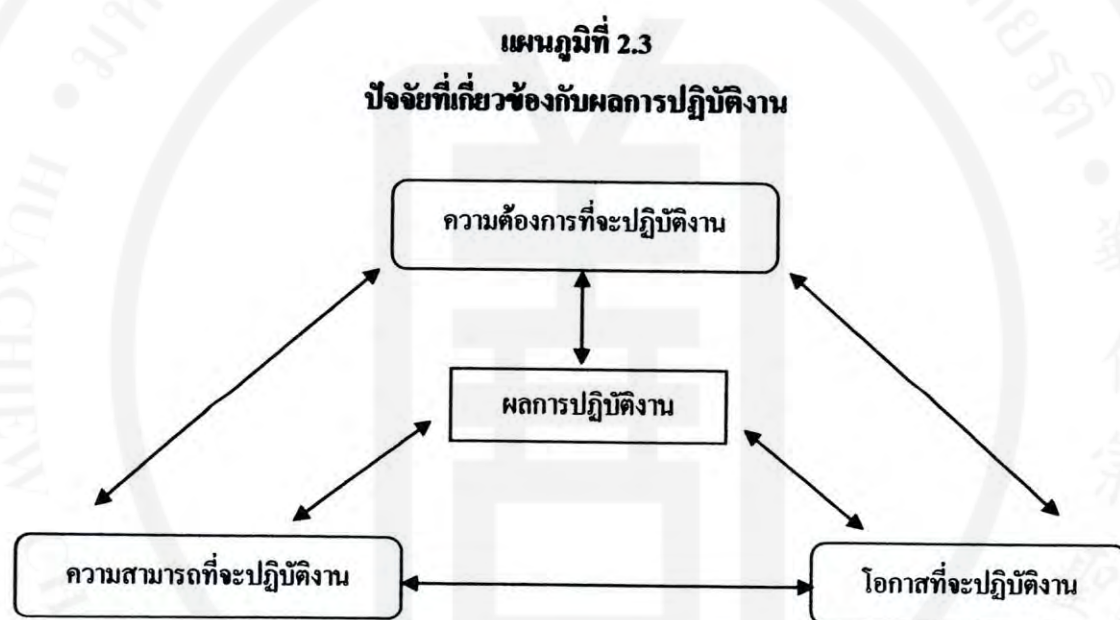 แผนภูมิที่ 2.3
ปัจจัยที่เกี่ยวข้องกับผลการปฏิบัติงาน
ความต้องการที่จะปฏิบัติงาน
ผลการปฏิบัติงาน
ความสามารถที่จะปฏิบัติงาน
โอกาสที่จะปฏิบัติงาน
HUACHIEW